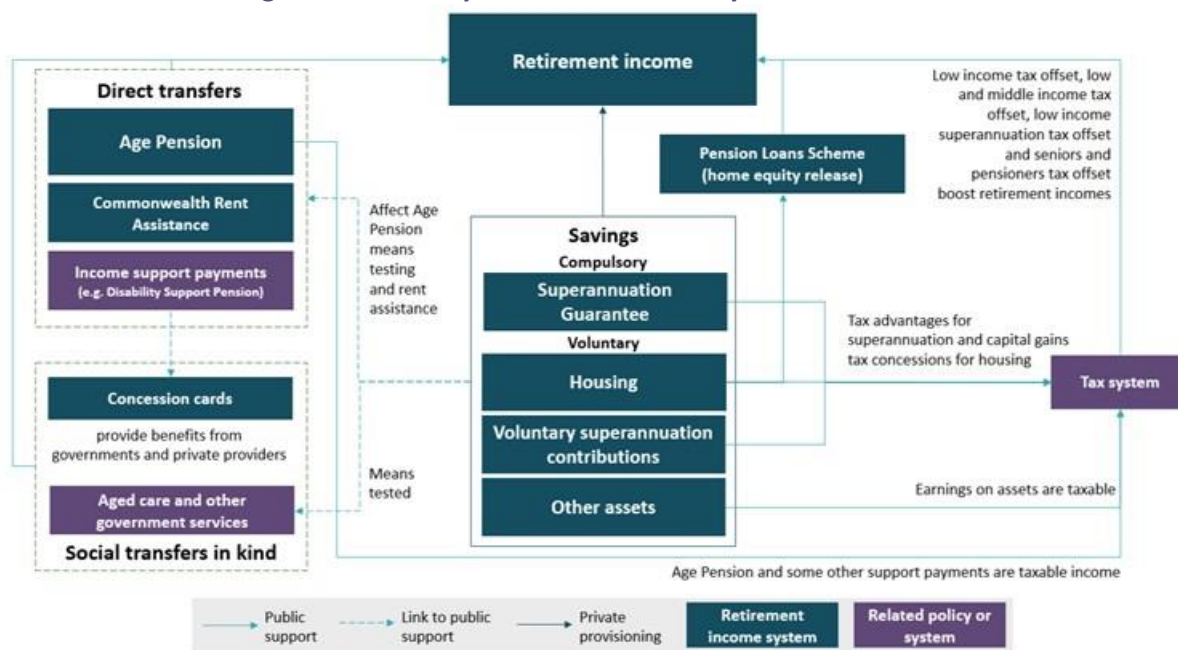 Retirement income
Direct transfers
Age Pension
Commonwealth Rent
Assistance
Income support payments
(e.g. Disability Support Pension)
Concession cards
provide benefits from
governments and private providers
Aged care and other
government services
Social transfers in kind
Affect Age
Pension
means
testing
and rent
assistance
Means
tested
Savings
Compulsory
Superannuation
Guarantee
Voluntary
Housing
Voluntary superannuation
contributions
Other assets
Pension Loans Scheme
(home equity release)
Low income tax offset, low
and middle income tax
offset, low income
superannuation tax offset
and seniors and
pensioners tax offset
boost retirement incomes
Tax advantages for
superannuation and capital gains
tax concessions for housing
Tax system
Earnings on assets are taxable
Age Pension and some other support payments are taxable income
Public
support
Link to public
support
Private
provisioning
Retirement
income system
Related policy or
system